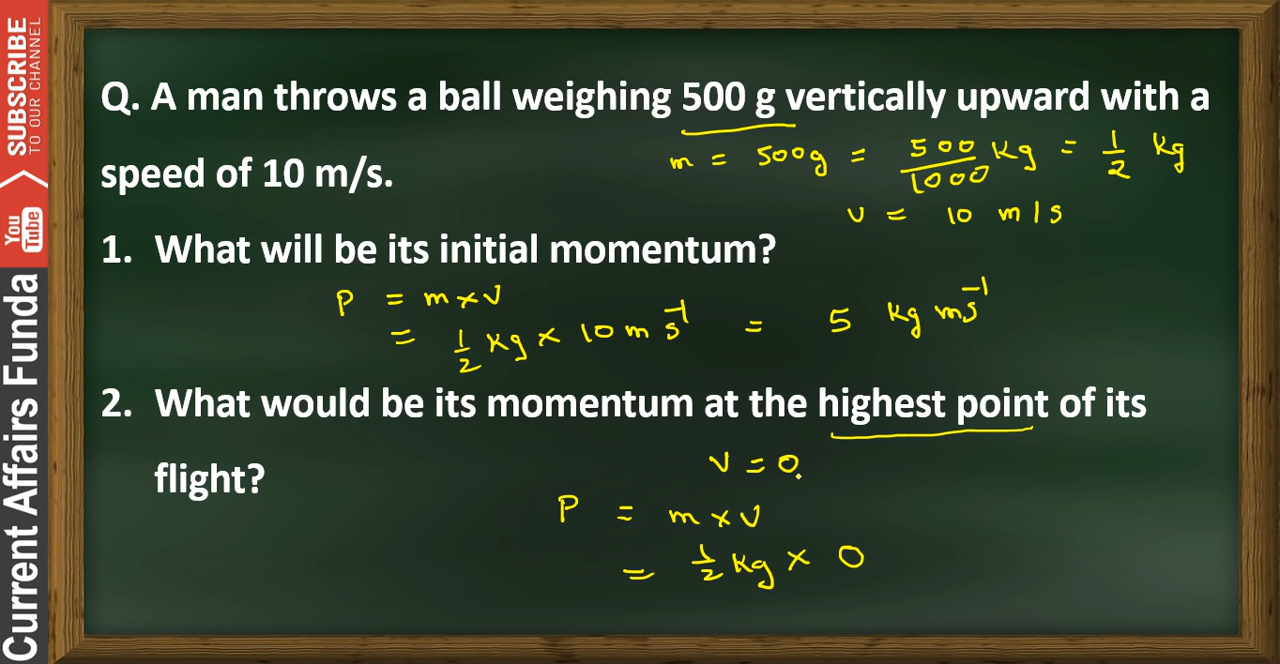 SUBSCRIBE
TO OUR CHANNEL
You Tube
Current Affairs Funda
Q. A man throws a ball weighing 500 g vertically upward with a
m = 500g = 500/1000 Kg = 1/2 kg
speed of 10 m/s.
v = 10 m/s
1. What will be its initial momentum?
P = m×v
= 1/2 kg × 10 m s⁻¹ = 5 kg ms⁻¹
2. What would be its momentum at the highest point of its
flight?
v = 0.
P = m×v
= 1/2 kg × 0